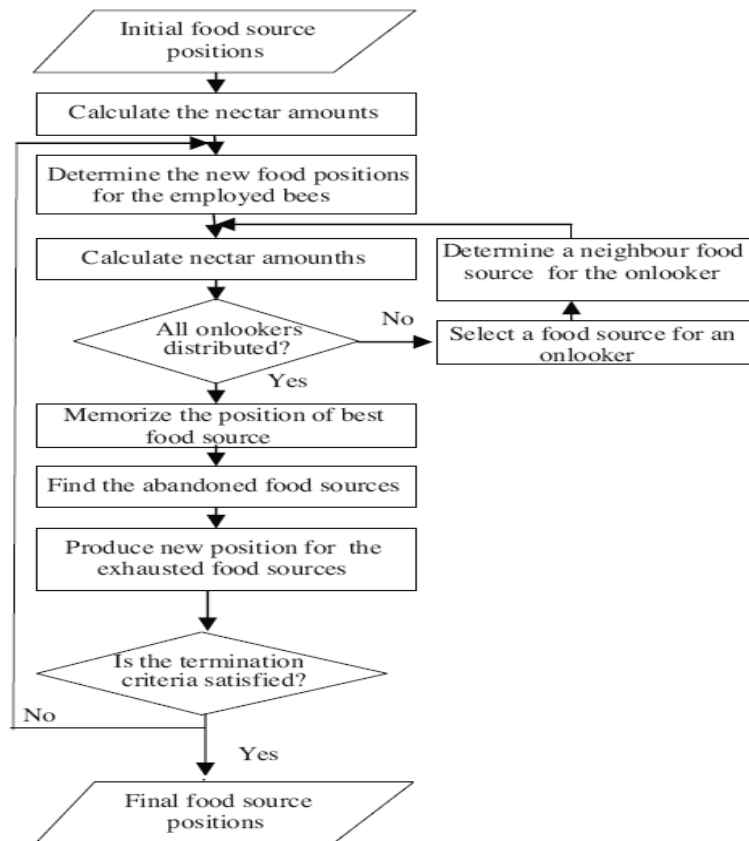 Initial food source
positions
Calculate the nectar amounts
Determine the new food positions
for the employed bees
Calculate nectar amounths
Determine a neighbour food
source for the onlooker
All onlookers
distributed?
No
Select a food source for an
onlooker
Yes
Memorize the position of best
food source
Find the abandoned food sources
Produce new position for the
exhausted food sources
Is the termination
criteria satisfied?
No
Yes
Final food source
positions